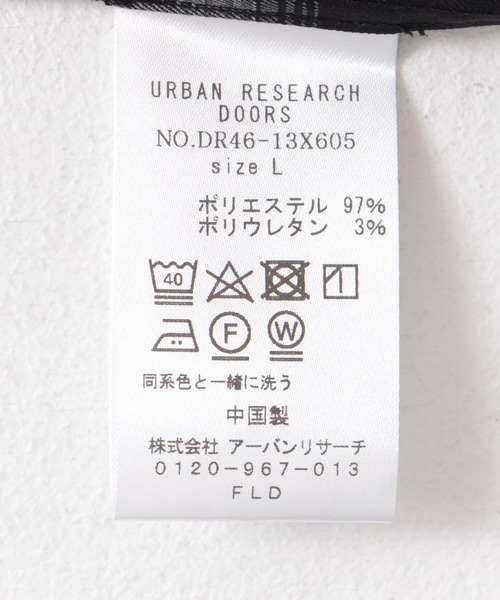 URBAN RESEARCH
DOORS
NO.DR46-13X605
size L
ポリエステル 97%
ポリウレタン 3%
40
F W
同系色と一緒に洗う
中国製
株式会社 アーバンリサーチ
0120-967-013
FLD